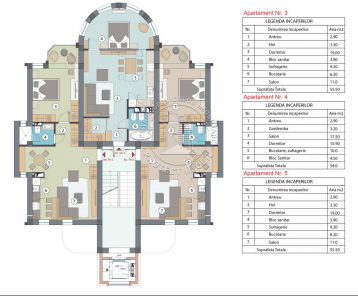 Apartament Nr. 3
LEGENDA INCAPERILOR
Nr. Denumirea incaperilor Aria m2
1 Antreu 2.90
2 Hol 3.30
3 Dormitor 19.00
4 Bloc sanitar 3.90
5 Sufragerie 9.20
6 Bucatarie 6.20
7 Salon 11.0
Suprafata Totala 55.50
Apartament Nr. 4
LEGENDA INCAPERILOR
Nr. Denumirea incaperilor Aria m2
1 Antreu 2.90
2 Garderoba 3.20
3 Salon 17.50
4 Dormitor 15.90
5 Bucatarie, sufragerie 10.0
6 Bloc Sanitar 4.50
Suprafata Totala 54.0
Apartament Nr. 5
LEGENDA INCAPERILOR
Nr. Denumirea incaperilor Aria m2
1 Antreu 2.90
2 Hol 3.30
3 Dormitor 19.00
4 Bloc sanitar 3.90
5 Sufragerie 9.20
6 Bucatarie 6.20
7 Salon 11.0
Suprafata Totala 55.50